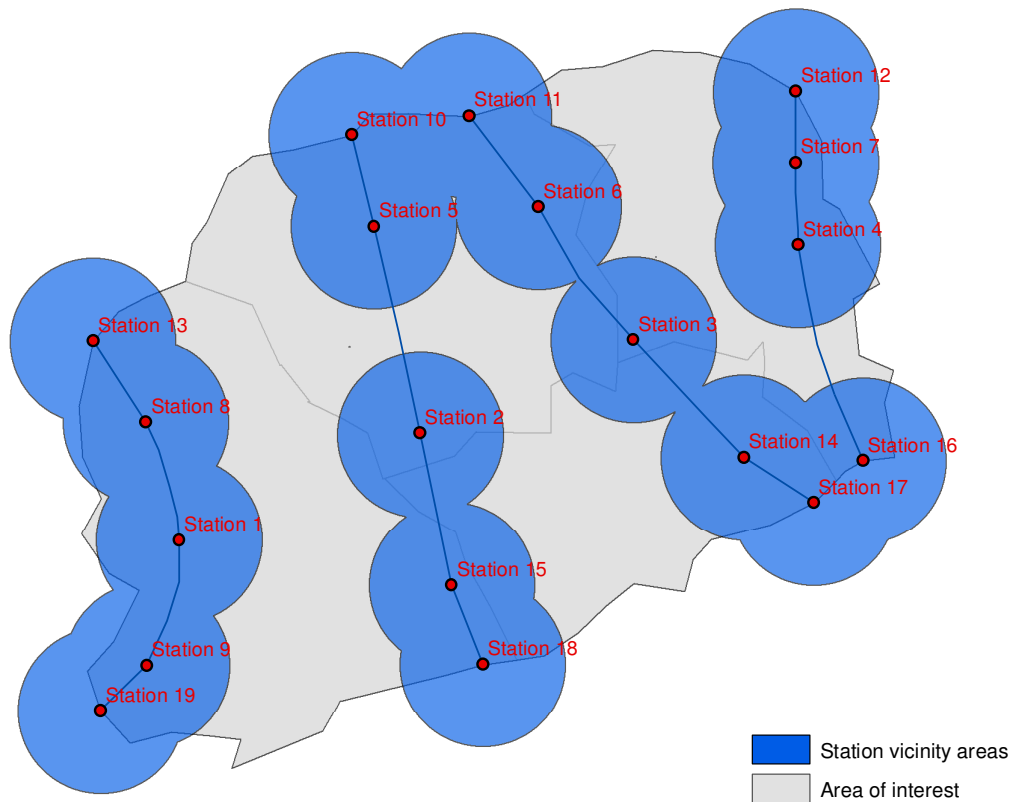 Station 12
Station 11
Station 10
Station 7
Station 6
Station 5
Station 4
Station 13
Station 3
Station 8
Station 2
Station 14
Station 16
Station 17
Station 1
Station 15
Station 9
Station 18
Station 19
Station vicinity areas
Area of interest